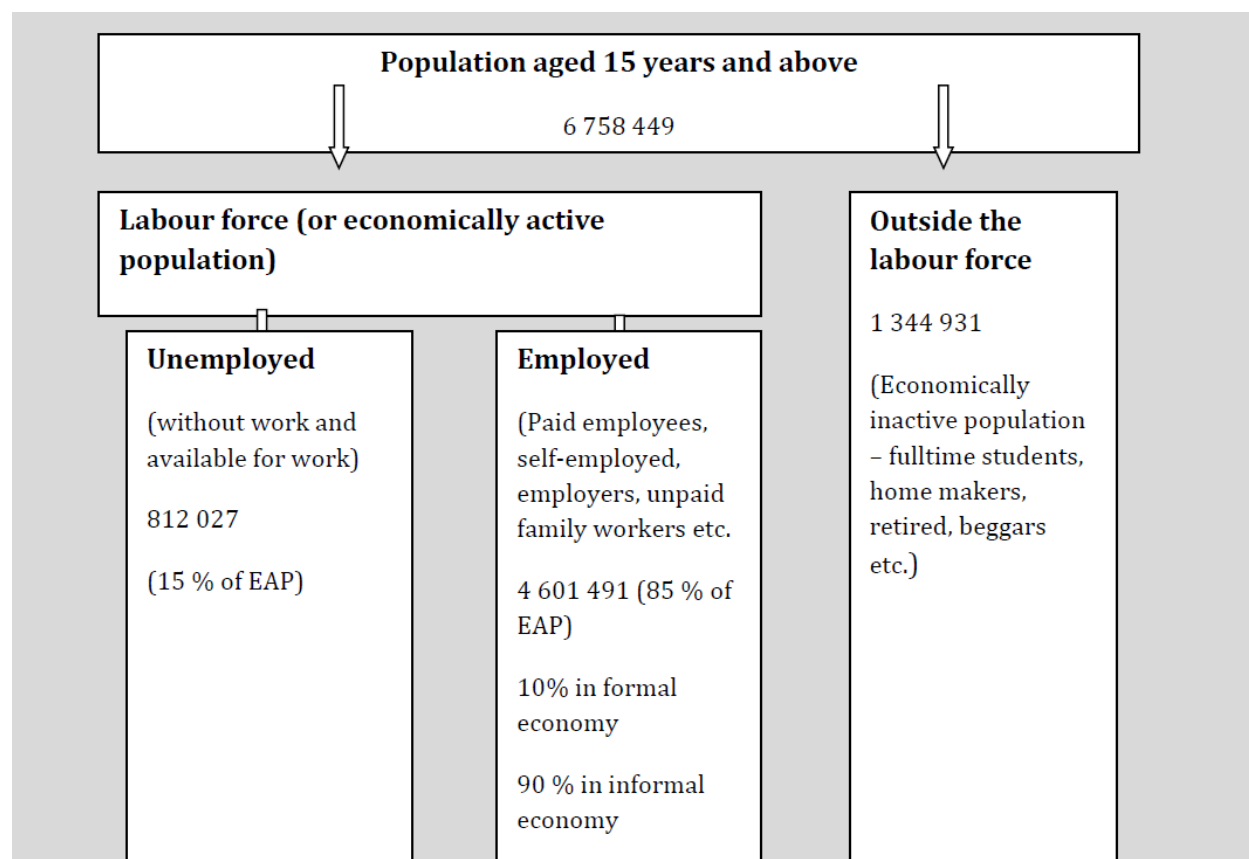 Population aged 15 years and above
6 758 449
Labour force (or economically active
population)
Unemployed
(without work and
available for work)
812 027
(15 % of EAP)
Employed
(Paid employees,
self-employed,
employers, unpaid
family workers etc.
4 601 491 (85 % of
EAP)
10% in formal
economy
90 % in informal
economy
Outside the
labour force
1 344 931
(Economically
inactive population
– fulltime students,
home makers,
retired, beggars
etc.)